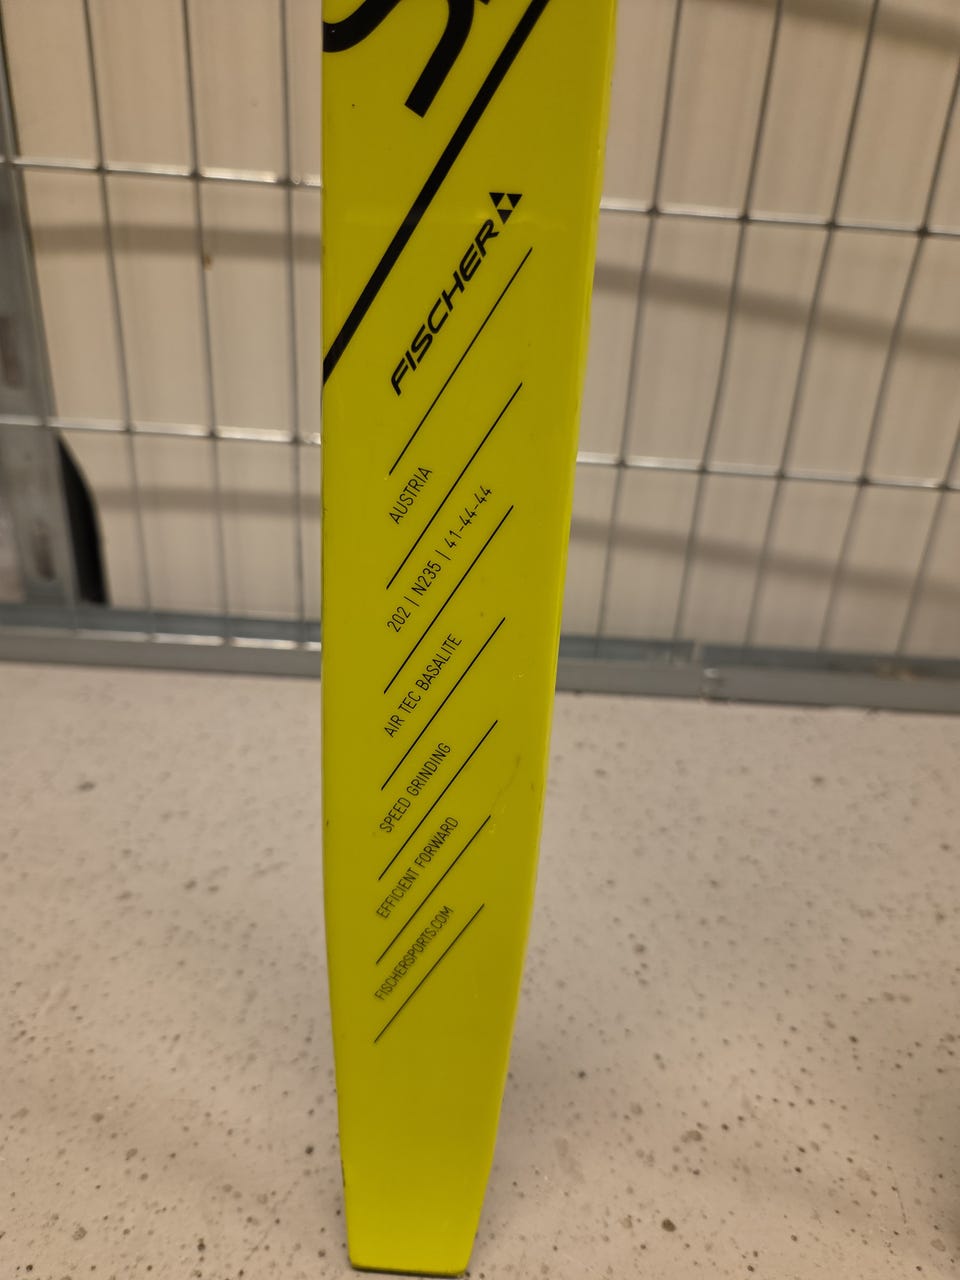 FISCHER
AUSTRIA
202 | N235 | 41-44-44
AIR TEC BASALITE
SPEED GRINDING
EFFICIENT FORWARD
FISCHERSPORTS.COM